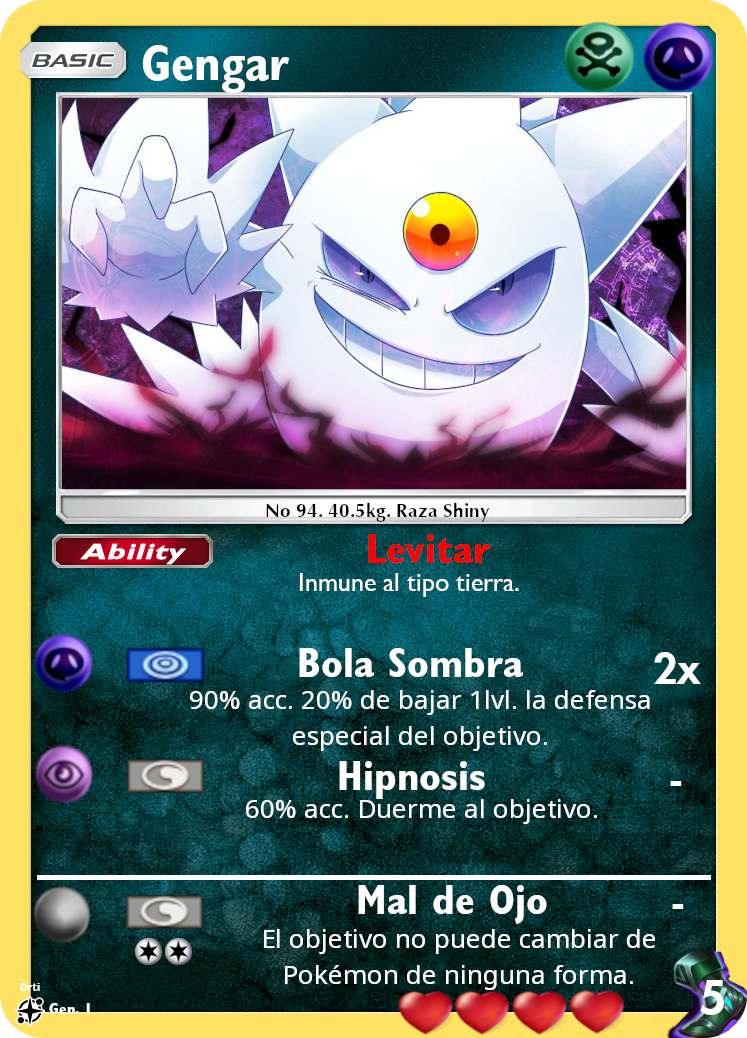 BASIC Gengar
No 94. 40.5kg. Raza Shiny
Ability Levitar
Inmune al tipo tierra.
Bola Sombra 2x
90% acc. 20% de bajar 1lvl. la defensa
especial del objetivo.
Hipnosis -
60% acc. Duerme al objetivo.
Mal de Ojo -
El objetivo no puede cambiar de
Pokémon de ninguna forma.
Orti
Gen. 1
5